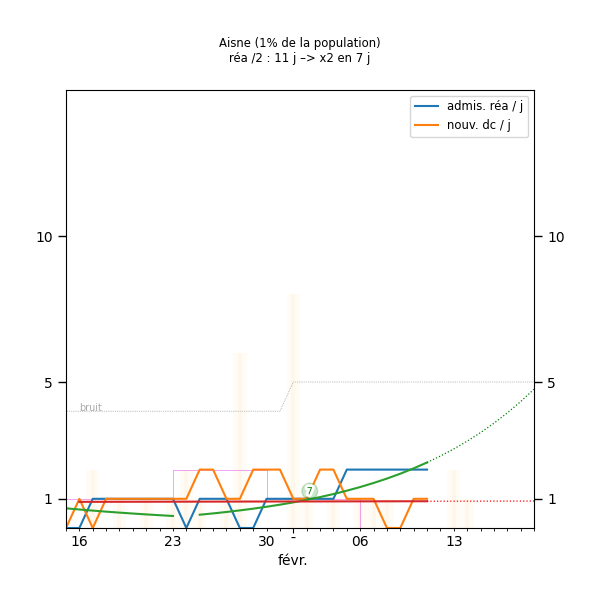 Aisne (1% de la population)
réa /2 : 11 j –> x2 en 7 j
admis. réa / j
nouv. dc / j
10 10
5 5
bruit
7
1 1
16 23 30 - 06 13
févr.